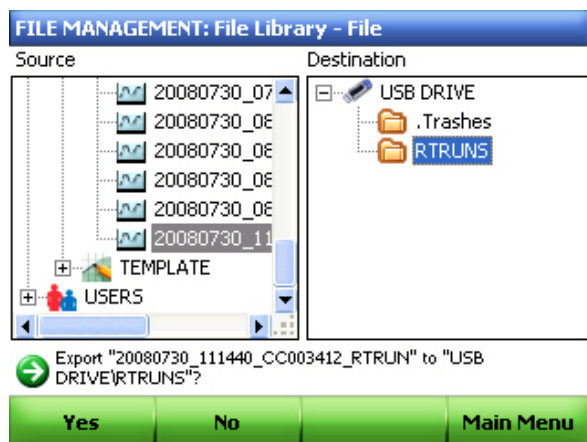 FILE MANAGEMENT: File Library - File
Source
Destination
20080730_07
20080730_08
20080730_08
20080730_08
20080730_08
20080730_11
TEMPLATE
USERS
USB DRIVE
.Trashes
RTRUNS
Export "20080730_111440_CC003412_RTRUN" to "USB
DRIVE\RTRUNS"?
Yes
No
Main Menu